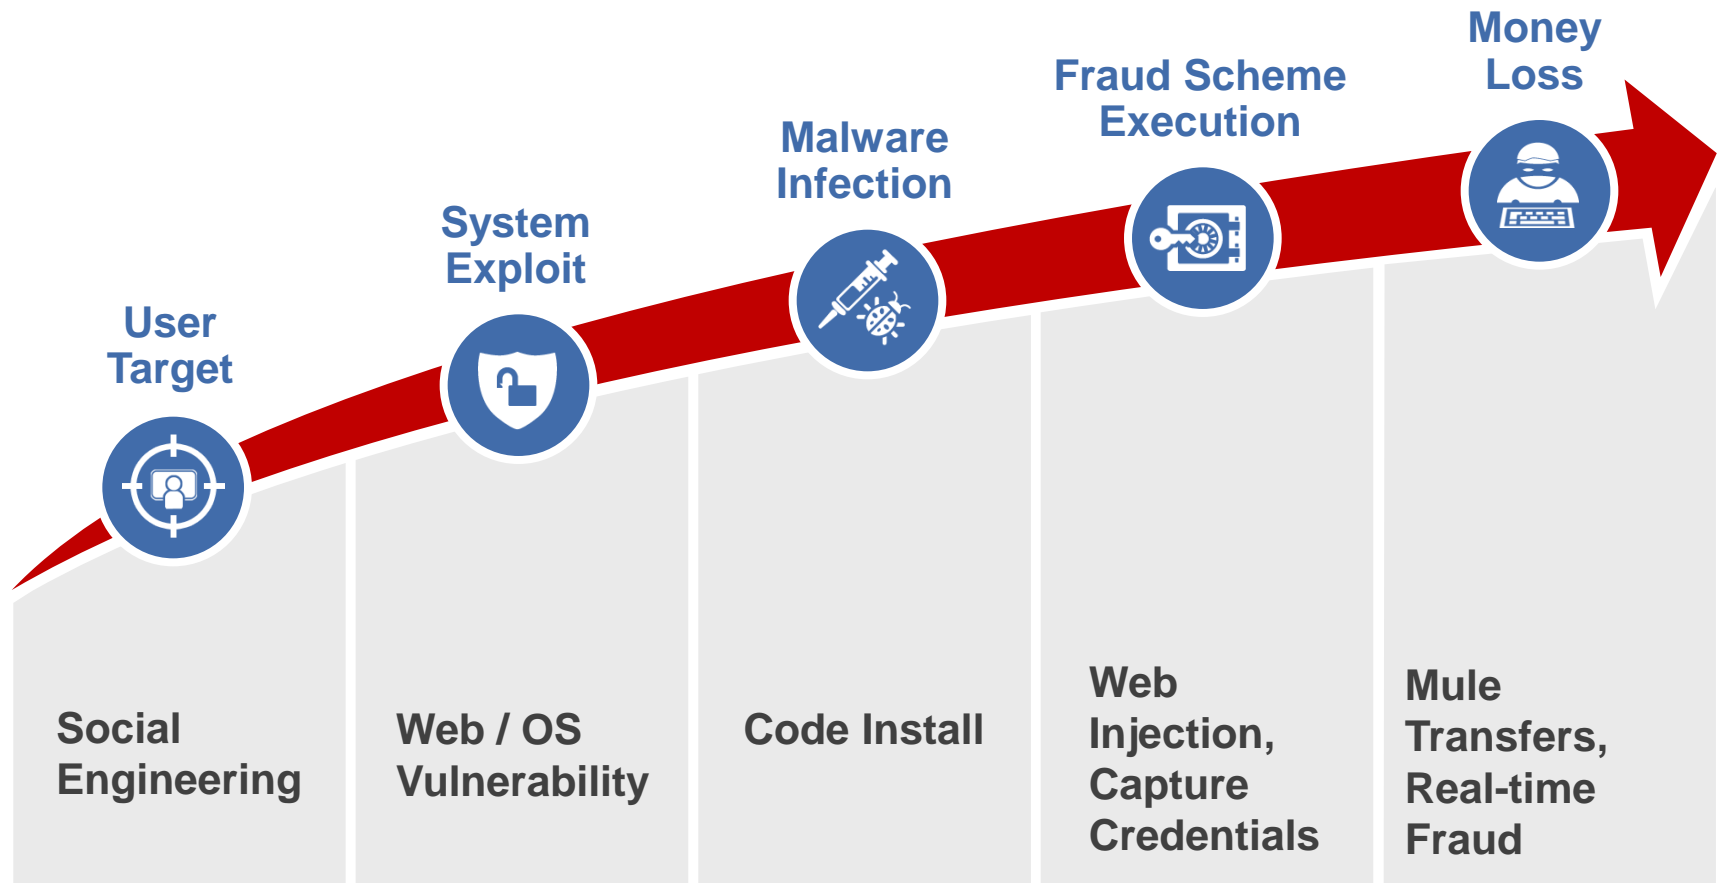 User
Target
System
Exploit
Malware
Infection
Fraud Scheme
Execution
Money
Loss
Social
Engineering
Web / OS
Vulnerability
Code Install
Web
Injection,
Capture
Credentials
Mule
Transfers,
Real-time
Fraud